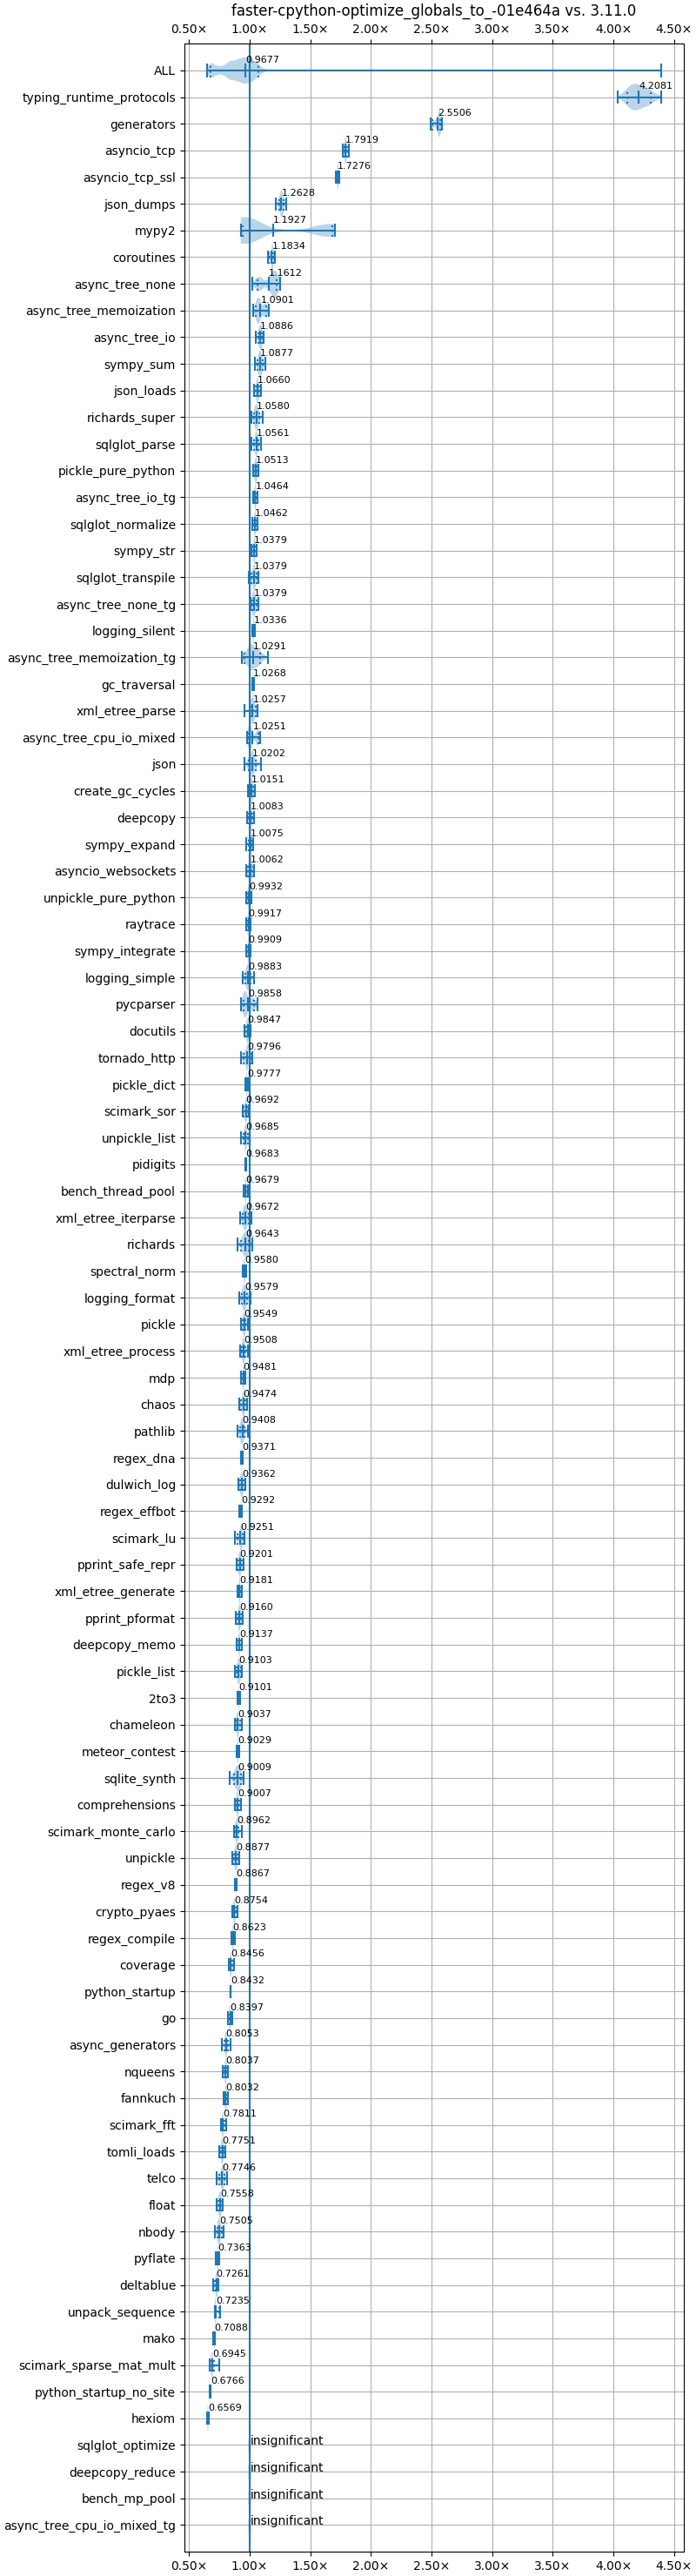 faster-cpython-optimize_globals_to_-01e464a vs. 3.11.0
0.50× 1.00× 1.50× 2.00× 2.50× 3.00× 3.50× 4.00× 4.50×
ALL 0.9677
typing_runtime_protocols 4.2081
generators 2.5506
asyncio_tcp 1.7919
asyncio_tcp_ssl 1.7276
json_dumps 1.2628
mypy2 1.1927
coroutines 1.1834
async_tree_none 1.1612
async_tree_memoization 1.0901
async_tree_io 1.0886
sympy_sum 1.0877
json_loads 1.0660
richards_super 1.0580
sqlglot_parse 1.0561
pickle_pure_python 1.0513
async_tree_io_tg 1.0464
sqlglot_normalize 1.0462
sympy_str 1.0379
sqlglot_transpile 1.0379
async_tree_none_tg 1.0379
logging_silent 1.0336
async_tree_memoization_tg 1.0291
gc_traversal 1.0268
xml_etree_parse 1.0257
async_tree_cpu_io_mixed 1.0251
json 1.0202
create_gc_cycles 1.0151
deepcopy 1.0083
sympy_expand 1.0075
asyncio_websockets 1.0062
unpickle_pure_python 0.9932
raytrace 0.9917
sympy_integrate 0.9909
logging_simple 0.9883
pycparser 0.9858
docutils 0.9847
tornado_http 0.9796
pickle_dict 0.9777
scimark_sor 0.9692
unpickle_list 0.9685
pidigits 0.9683
bench_thread_pool 0.9679
xml_etree_iterparse 0.9672
richards 0.9643
spectral_norm 0.9580
logging_format 0.9579
pickle 0.9549
xml_etree_process 0.9508
mdp 0.9481
chaos 0.9474
pathlib 0.9408
regex_dna 0.9371
dulwich_log 0.9362
regex_effbot 0.9292
scimark_lu 0.9251
pprint_safe_repr 0.9201
xml_etree_generate 0.9181
pprint_pformat 0.9160
deepcopy_memo 0.9137
pickle_list 0.9103
2to3 0.9101
chameleon 0.9037
meteor_contest 0.9029
sqlite_synth 0.9009
comprehensions 0.9007
scimark_monte_carlo 0.8962
unpickle 0.8877
regex_v8 0.8867
crypto_pyaes 0.8754
regex_compile 0.8623
coverage 0.8456
python_startup 0.8432
go 0.8397
async_generators 0.8053
nqueens 0.8037
fannkuch 0.8032
scimark_fft 0.7811
tomli_loads 0.7751
telco 0.7746
float 0.7558
nbody 0.7505
pyflate 0.7363
deltablue 0.7261
unpack_sequence 0.7235
mako 0.7088
scimark_sparse_mat_mult 0.6945
python_startup_no_site 0.6766
hexiom 0.6569
sqlglot_optimize insignificant
deepcopy_reduce insignificant
bench_mp_pool insignificant
async_tree_cpu_io_mixed_tg insignificant
0.50× 1.00× 1.50× 2.00× 2.50× 3.00× 3.50× 4.00× 4.50×